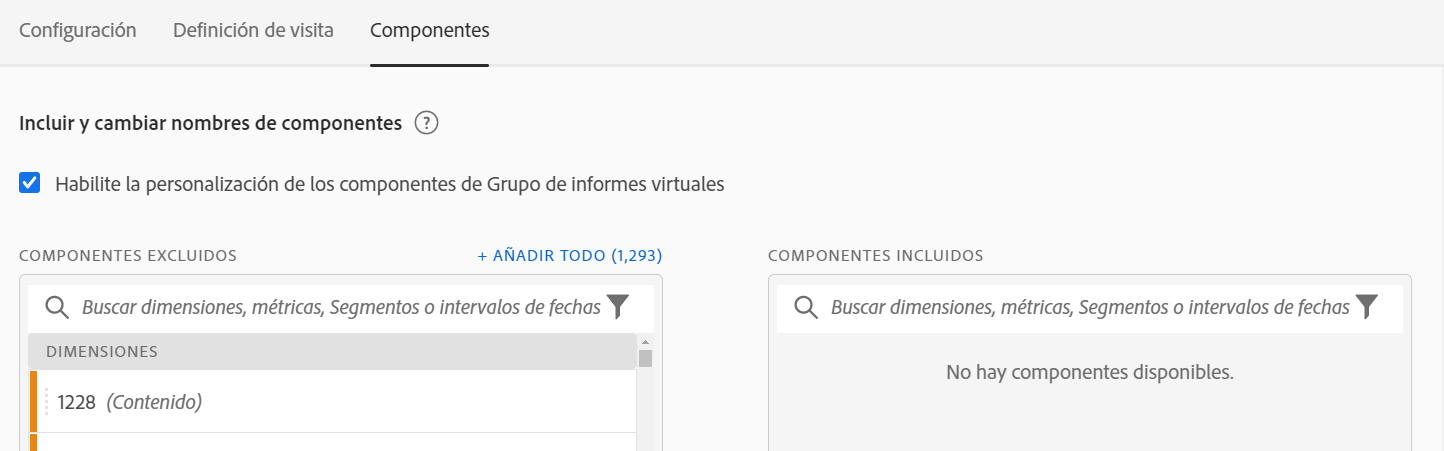 Configuración Definición de visita Componentes
Incluir y cambiar nombres de componentes ?
Habilite la personalización de los componentes de Grupo de informes virtuales
COMPONENTES EXCLUIDOS + AÑADIR TODO (1,293) COMPONENTES INCLUIDOS
Buscar dimensiones, métricas, Segmentos o intervalos de fechas Buscar dimensiones, métricas, Segmentos o intervalos de fechas
DIMENSIONES
No hay componentes disponibles.
1228 (Contenido)